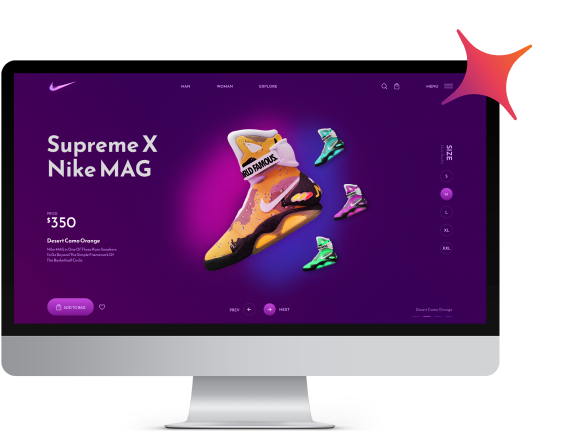 MAN
WOMAN
EXPLORE
MENU
Supreme X
Nike MAG
WORLD FAMOUS
SIZE
S
M
L
XL
XXL
PRICE
$350
Desert Camo Orange
Nike MAG Is One Of Those Rare Sneakers
To Go Beyond The Simple Framework Of
The Basketball Circle
ADD TO BAG
PREV
NEXT
Desert Camo Orange